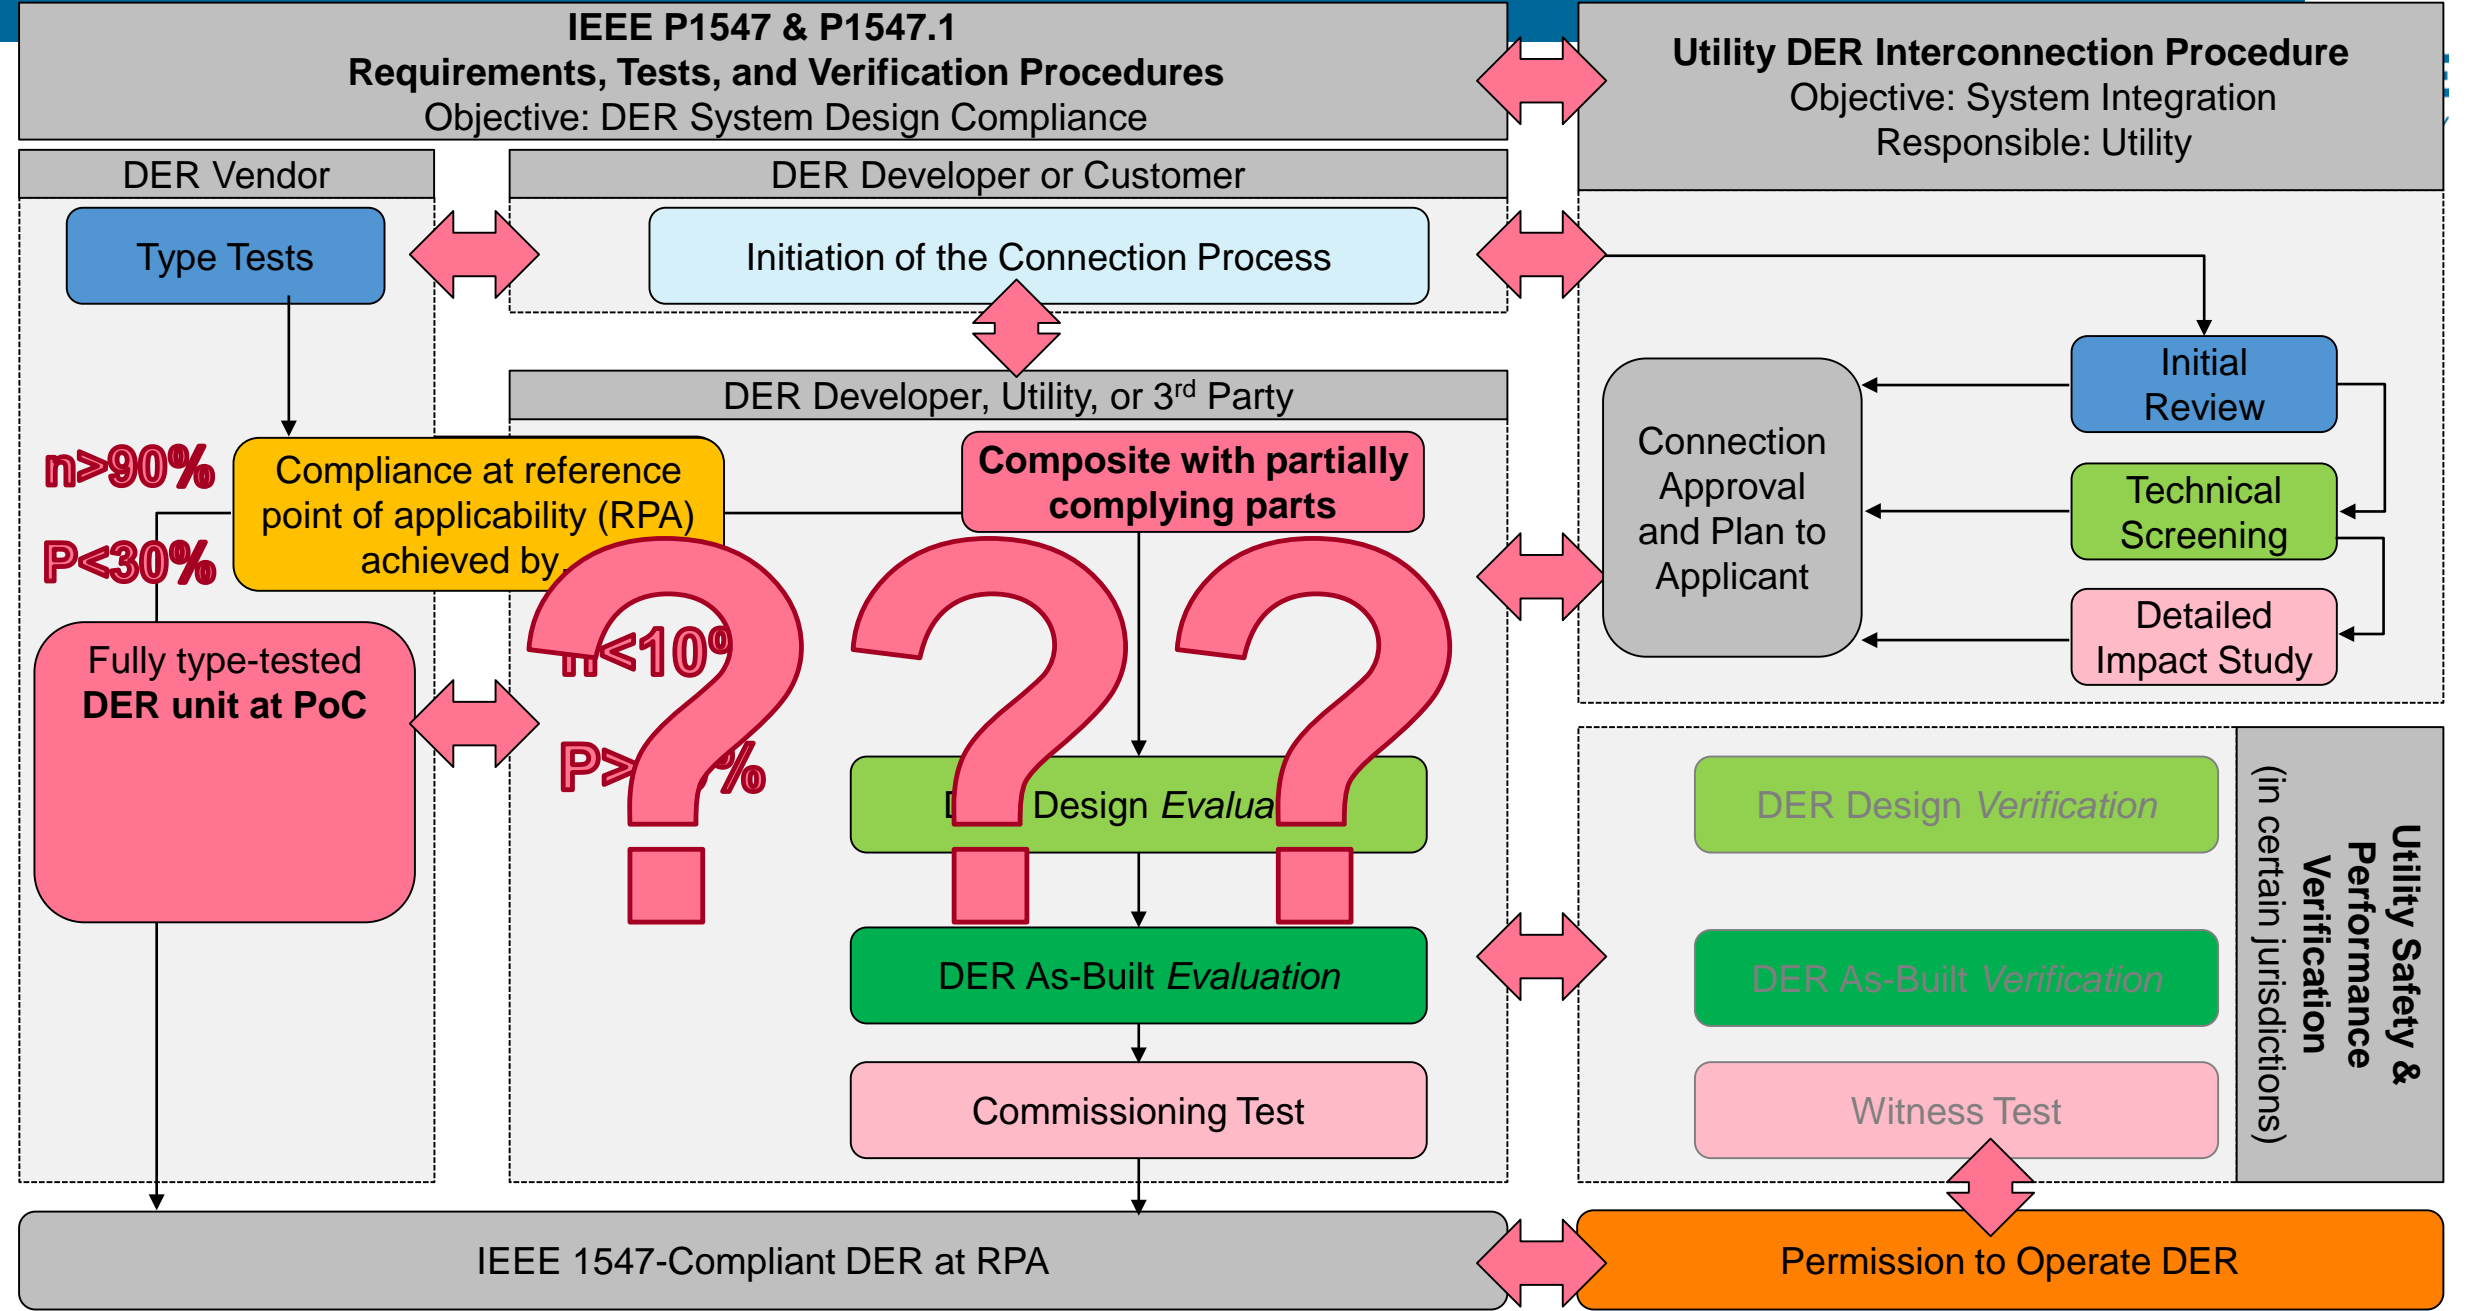 IEEE P1547 & P1547.1
Requirements, Tests, and Verification Procedures
Objective: DER System Design Compliance
Utility DER Interconnection Procedure
Objective: System Integration
Responsible: Utility
DER Vendor
DER Developer or Customer
Type Tests
Initiation of the Connection Process
DER Developer, Utility, or 3rd Party
n>90%
P<30%
Compliance at reference
point of applicability (RPA)
achieved by
Composite with partially
complying parts
Fully type-tested
DER unit at PoC
n<10
P>
%
? ? ?
Design
DER As-Built Evaluation
Commissioning Test
Initial
Review
Technical
Screening
Detailed
Impact Study
Connection
Approval
and Plan to
Applicant
DER Design Verification
DER As-Built Verification
Witness Test
Utility Safety &
Performance
Verification
(in certain jurisdictions)
IEEE 1547-Compliant DER at RPA
Permission to Operate DER